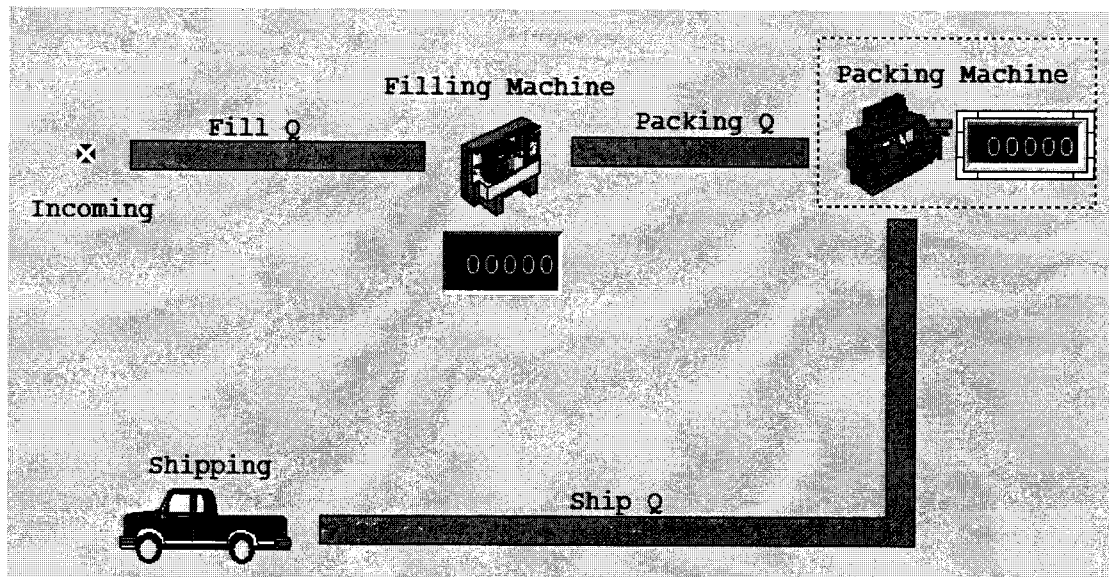 Packing Machine
Filling Machine
Fill Q
Packing Q
00000
Incoming
00000
Shipping
Ship Q